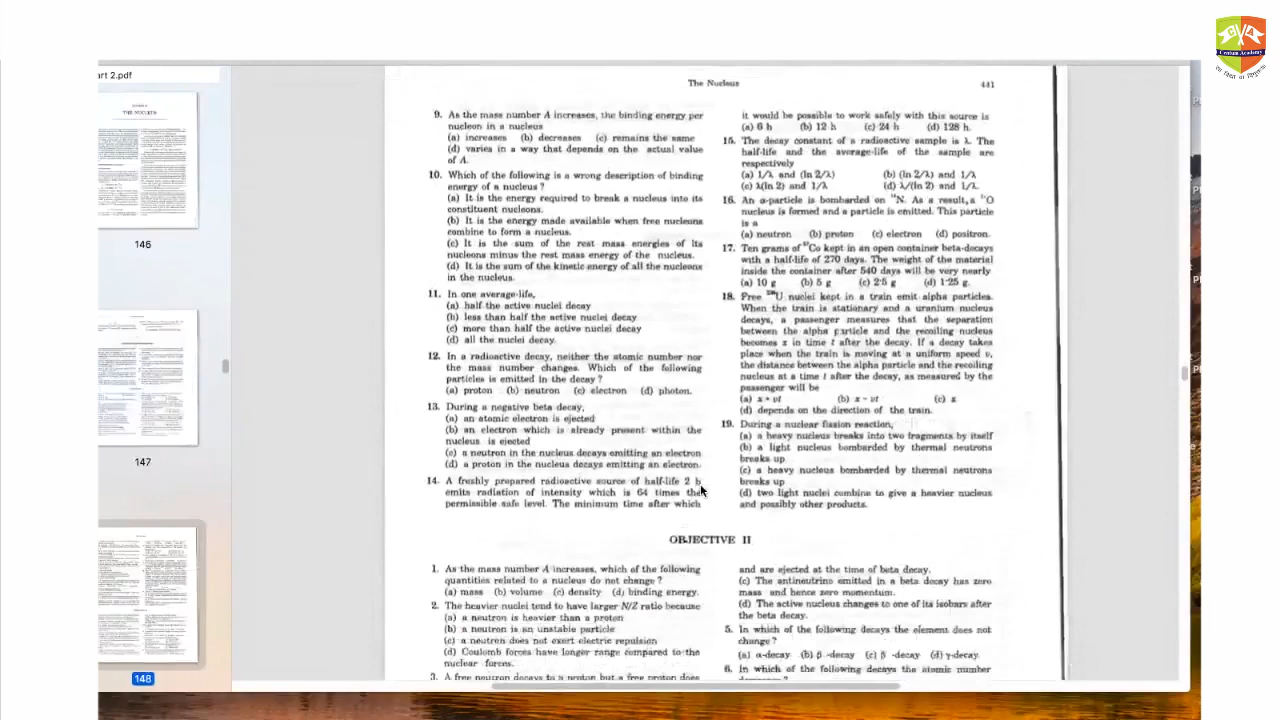 art 2.pdf
146
147
148
The Nucleus
441
9. As the mass number A increases, the binding energy per
nucleon in a nucleus
(a) increases (b) decreases (c) remains the same
(d) varies in a way that depends on the actual value
of A.
10. Which of the following is a wrong description of binding
energy of a nucleus ?
(a) It is the energy required to break a nucleus into its
constituent nucleons.
(b) It is the energy made available when free nucleons
combine to form a nucleus.
(c) It is the sum of the rest mass energies of its
nucleons minus the rest mass energy of the nucleus.
(d) It is the sum of the kinetic energy of all the nucleons
in the nucleus.
11. In one average-life,
(a) half the active nuclei decay
(b) less than half the active nuclei decay
(c) more than half the active nuclei decay
(d) all the nuclei decay.
12. In a radioactive decay, neither the atomic number nor
the mass number changes. Which of the following
particles is emitted in the decay ?
(a) proton (b) neutron (c) electron (d) photon.
13. During a negative beta decay,
(a) an atomic electron is ejected
(b) an electron which is already present within the
nucleus is ejected
(c) a neutron in the nucleus decays emitting an electron
(d) a proton in the nucleus decays emitting an electron.
14. A freshly prepared radioactive source of half-life 2 h
emits radiation of intensity which is 64 times the
permissible safe level. The minimum time after which
it would be possible to work safely with this source is
(a) 6 h (b) 12 h (c) 24 h (d) 128 h.
15. The decay constant of a radioactive sample is λ. The
half-life and the average-life of the sample are
respectively
(a) 1/λ and (ln 2/λ) (b) (ln 2/λ) and 1/λ
(c) λ(ln 2) and 1/λ (d) λ/(ln 2) and 1/λ.
16. An α-particle is bombarded on N. As a result, a O
nucleus is formed and a particle is emitted. This particle
is a
(a) neutron (b) proton (c) electron (d) positron.
17. Ten grams of Co kept in an open container beta-decays
with a half-life of 270 days. The weight of the material
inside the container after 540 days will be very nearly
(a) 10 g (b) 5 g (c) 2·5 g (d) 1·25 g.
18. Free U nuclei kept in a train emit alpha particles.
When the train is stationary and a uranium nucleus
decays, a passenger measures that the separation
between the alpha particle and the recoiling nucleus
becomes x in time t after the decay. If a decay takes
place when the train is moving at a uniform speed v,
the distance between the alpha particle and the recoiling
nucleus at a time t after the decay, as measured by the
passenger will be
(a) x + vt (b) x - vt (c) x
(d) depends on the direction of the train.
19. During a nuclear fission reaction,
(a) a heavy nucleus breaks into two fragments by itself
(b) a light nucleus bombarded by thermal neutrons
breaks up
(c) a heavy nucleus bombarded by thermal neutrons
breaks up
(d) two light nuclei combine to give a heavier nucleus
and possibly other products.
OBJECTIVE II
1. As the mass number A increases, which of the following
quantities related to a nucleus do not change ?
(a) mass (b) volume (c) density (d) binding energy.
2. The heavier nuclei tend to have larger N/Z ratio because
(a) a neutron is heavier than a proton
(b) a neutron is an unstable particle
(c) a neutron does not exert electric repulsion
(d) Coulomb forces have longer range compared to the
nuclear forces.
3. A free neutron decays to a proton but a free proton does
and are ejected at the time of beta decay.
(c) The antineutrino emitted in a beta decay has zero
mass and hence zero momentum.
(d) The active nucleus changes to one of its isobars after
the beta decay.
5. In which of the following decays the element does not
change ?
(a) α-decay (b) β -decay (c) β -decay (d) γ-decay.
6. In which of the following decays the atomic number
Centum Academy